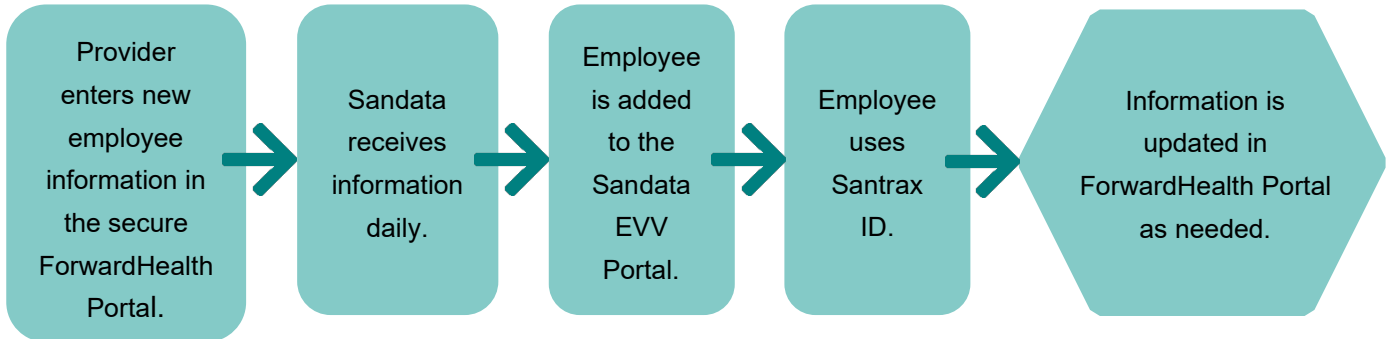 Provider
enters new
employee
information in
the secure
ForwardHealth
Portal.
Sandata
receives
information
daily.
Employee
is added
to the
Sandata
EVV
Portal.
Employee
uses
Santrax
ID.
Information is
updated in
ForwardHealth Portal
as needed.